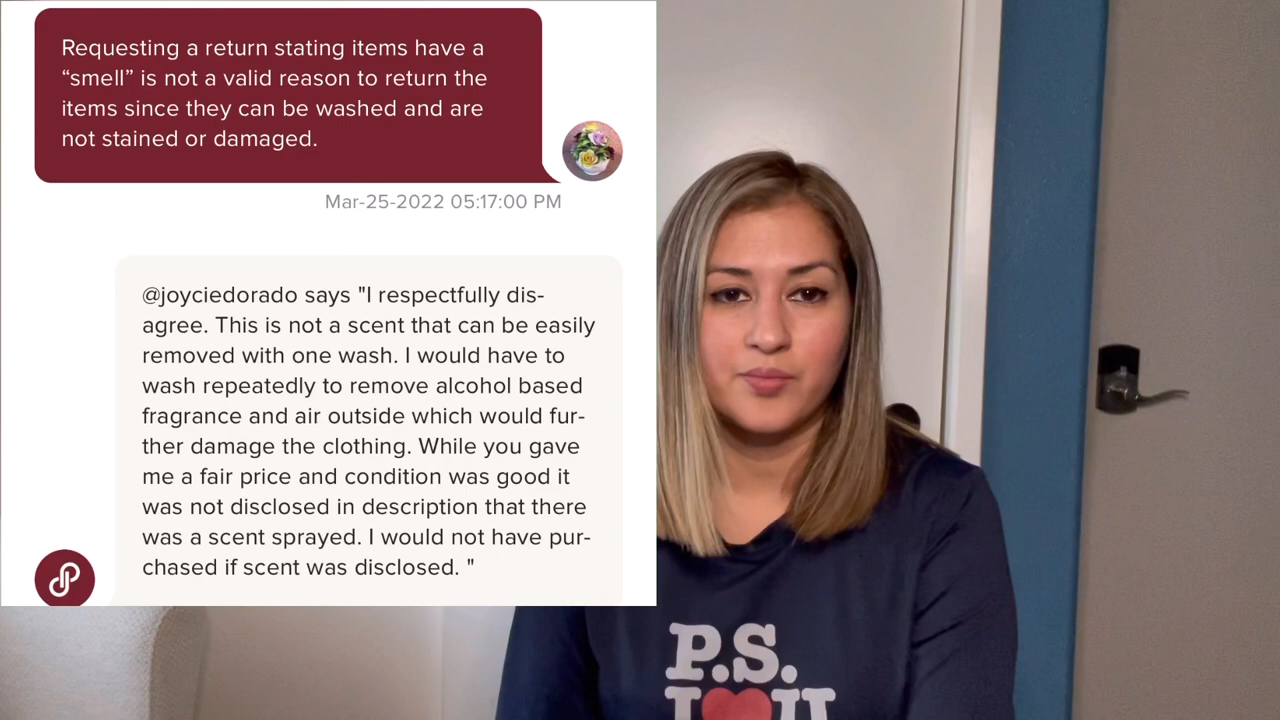 Requesting a return stating items have a
“smell” is not a valid reason to return the
items since they can be washed and are
not stained or damaged.
Mar-25-2022 05:17:00 PM
@joyciedorado says "I respectfully dis-
agree. This is not a scent that can be easily
removed with one wash. I would have to
wash repeatedly to remove alcohol based
fragrance and air outside which would fur-
ther damage the clothing. While you gave
me a fair price and condition was good it
was not disclosed in description that there
was a scent sprayed. I would not have pur-
chased if scent was disclosed. "
P.S.
I❤U